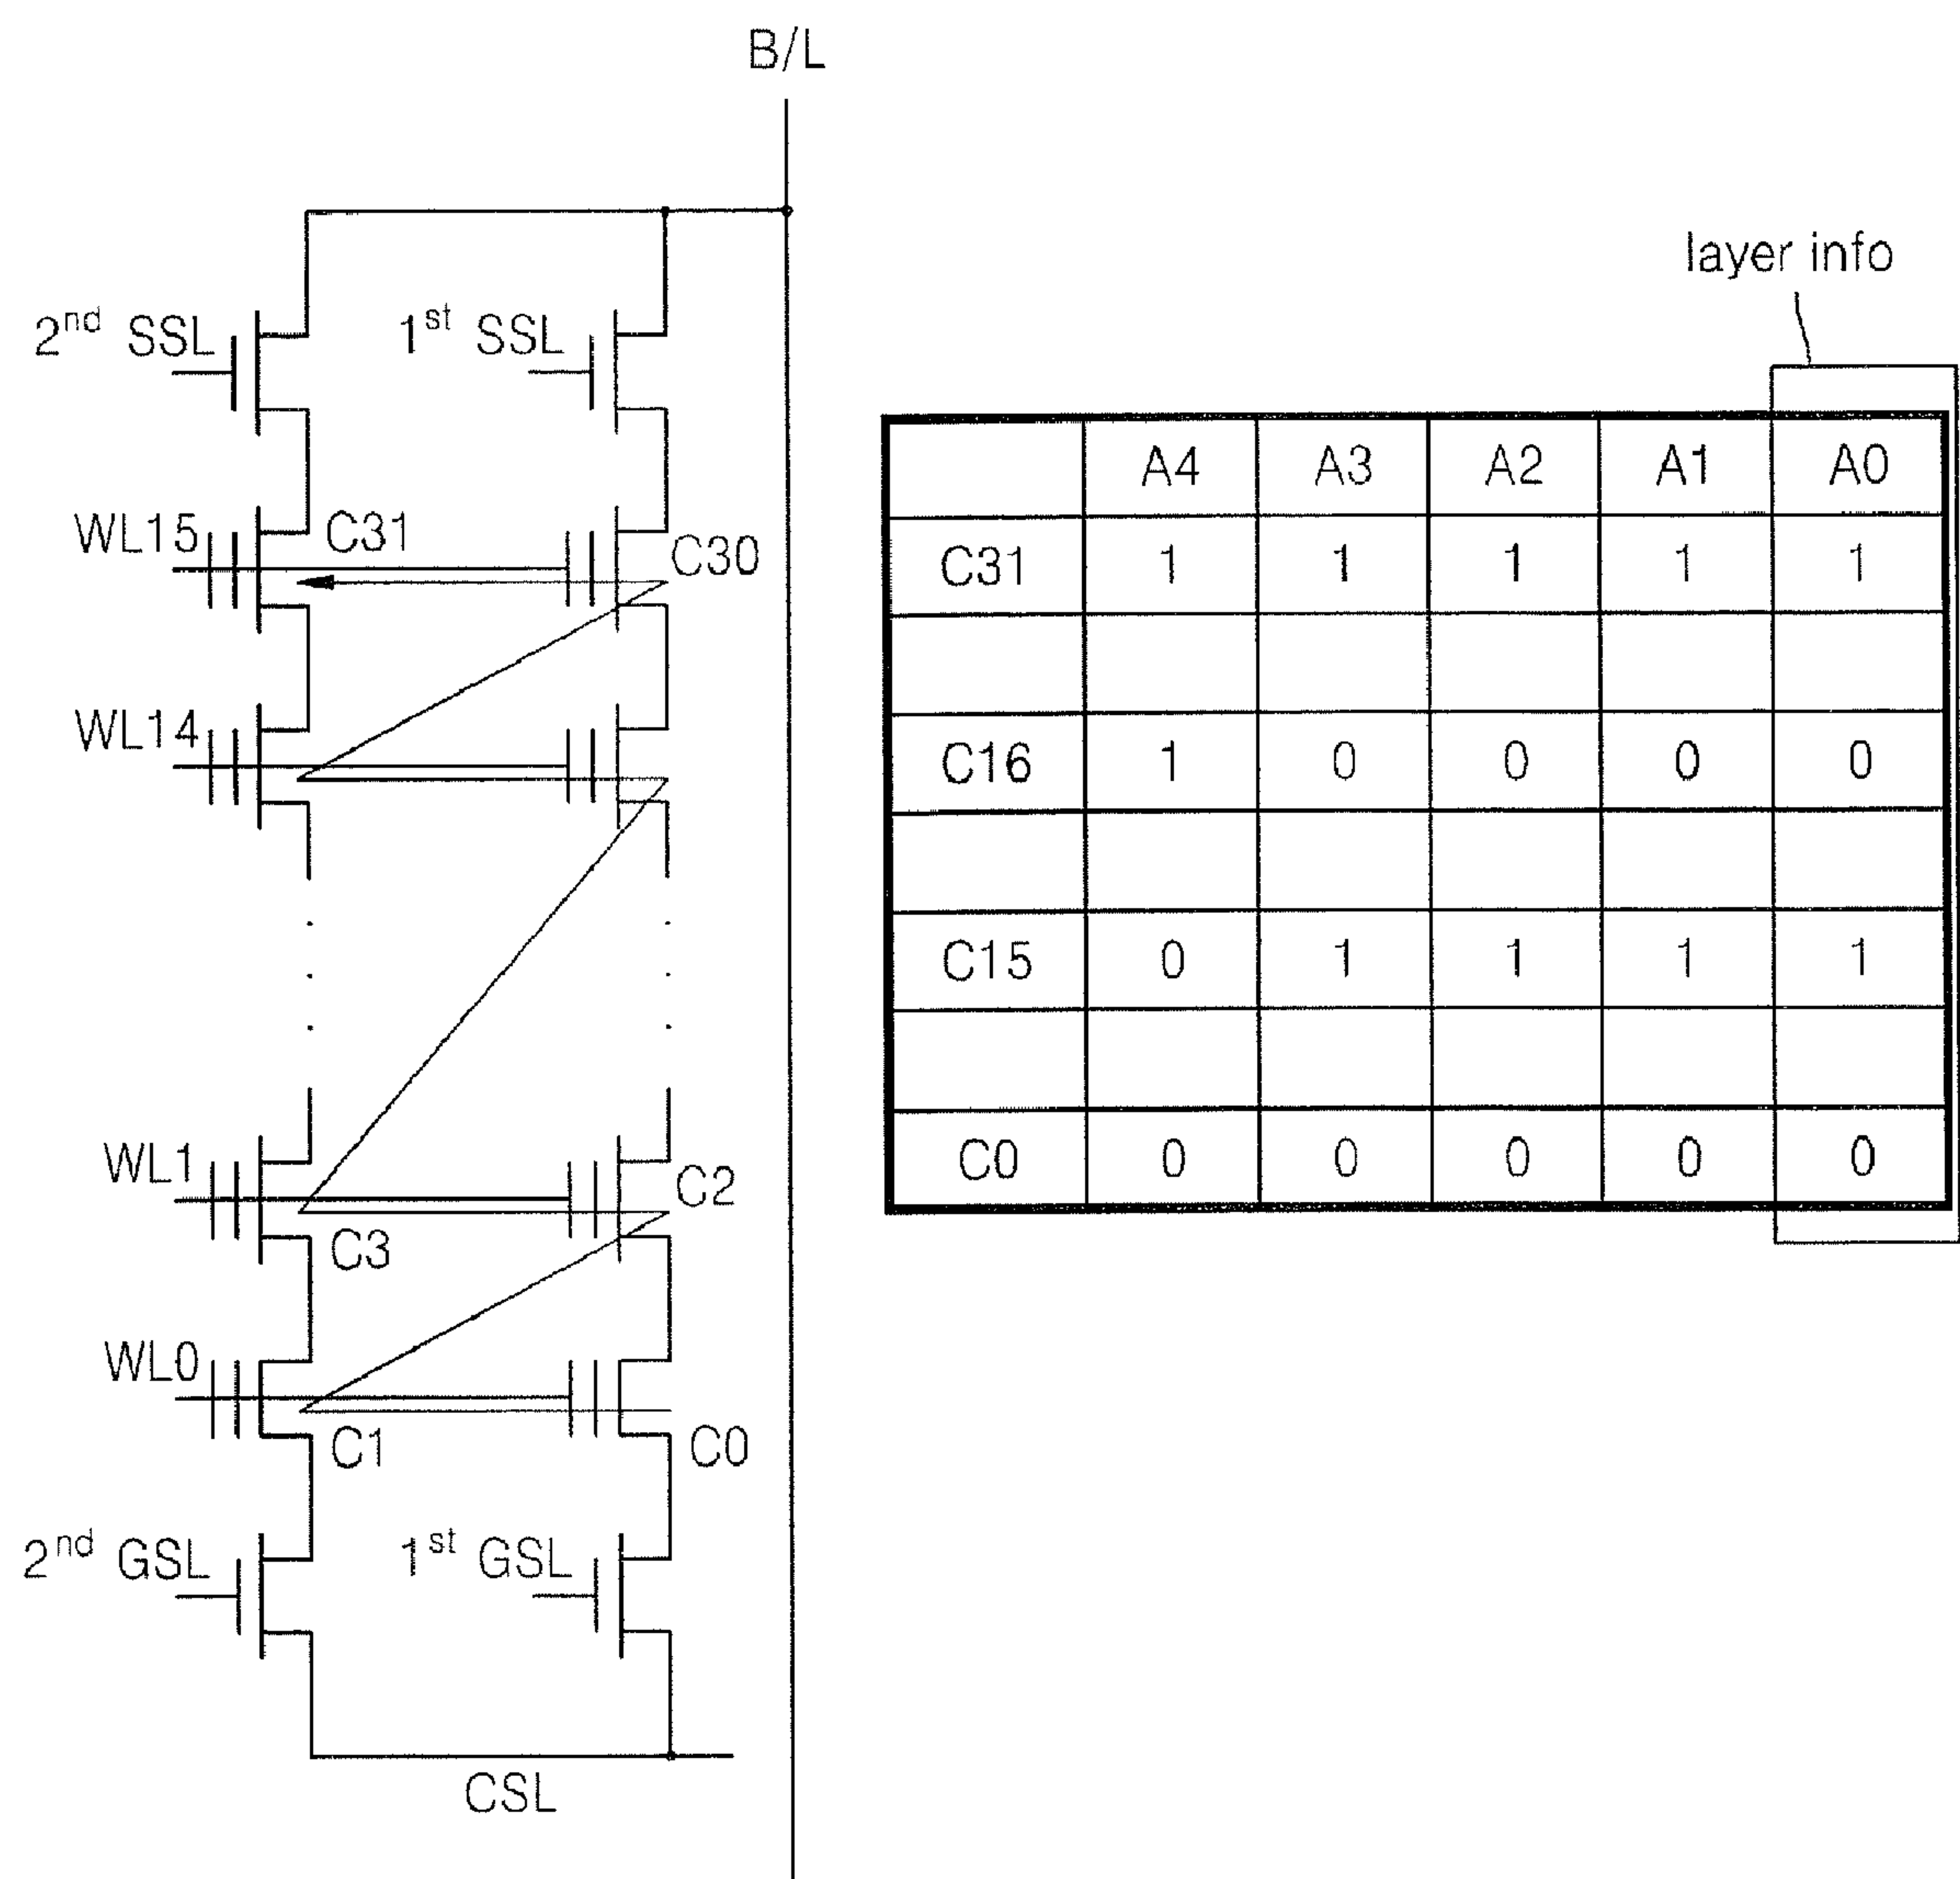 B/L
layer info
2nd SSL 1st SSL
WL15 C31 C30
WL14
WL1 C2
C3
WL0
C1 C0
2nd GSL 1st GSL
CSL
A4 A3 A2 A1 A0
C31 1 1 1 1 1
C16 1 0 0 0 0
C15 0 1 1 1 1
C0 0 0 0 0 0